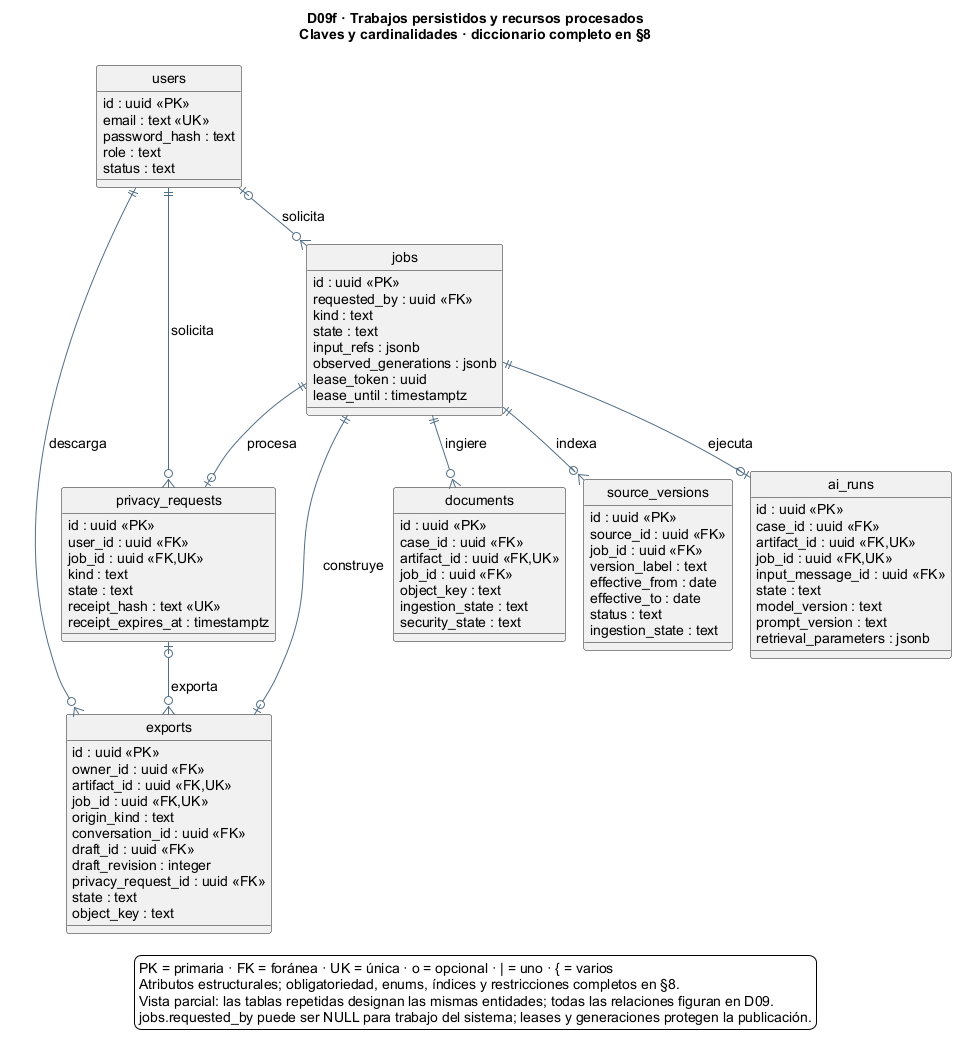 D09f · Trabajos persistidos y recursos procesados
Claves y cardinalidades · diccionario completo en §8
users
id : uuid «PK»
email : text «UK»
password_hash : text
role : text
status : text
solicita
jobs
id : uuid «PK»
requested_by : uuid «FK»
kind : text
state : text
input_refs : jsonb
observed_generations : jsonb
lease_token : uuid
lease_until : timestamptz
solicita
descarga
procesa
ingiere
indexa
ejecuta
privacy_requests
id : uuid «PK»
user_id : uuid «FK»
job_id : uuid «FK,UK»
kind : text
state : text
receipt_hash : text «UK»
receipt_expires_at : timestamptz
construye
documents
id : uuid «PK»
case_id : uuid «FK»
artifact_id : uuid «FK,UK»
job_id : uuid «FK»
object_key : text
ingestion_state : text
security_state : text
source_versions
id : uuid «PK»
source_id : uuid «FK»
job_id : uuid «FK»
version_label : text
effective_from : date
effective_to : date
status : text
ingestion_state : text
ai_runs
id : uuid «PK»
case_id : uuid «FK»
artifact_id : uuid «FK,UK»
job_id : uuid «FK,UK»
input_message_id : uuid «FK»
state : text
model_version : text
prompt_version : text
retrieval_parameters : jsonb
exporta
exports
id : uuid «PK»
owner_id : uuid «FK»
artifact_id : uuid «FK,UK»
job_id : uuid «FK,UK»
origin_kind : text
conversation_id : uuid «FK»
draft_id : uuid «FK»
draft_revision : integer
privacy_request_id : uuid «FK»
state : text
object_key : text
PK = primaria · FK = foránea · UK = única · o = opcional · | = uno · { = varios
Atributos estructurales; obligatoriedad, enums, índices y restricciones completos en §8.
Vista parcial: las tablas repetidas designan las mismas entidades; todas las relaciones figuran en D09.
jobs.requested_by puede ser NULL para trabajo del sistema; leases y generaciones protegen la publicación.